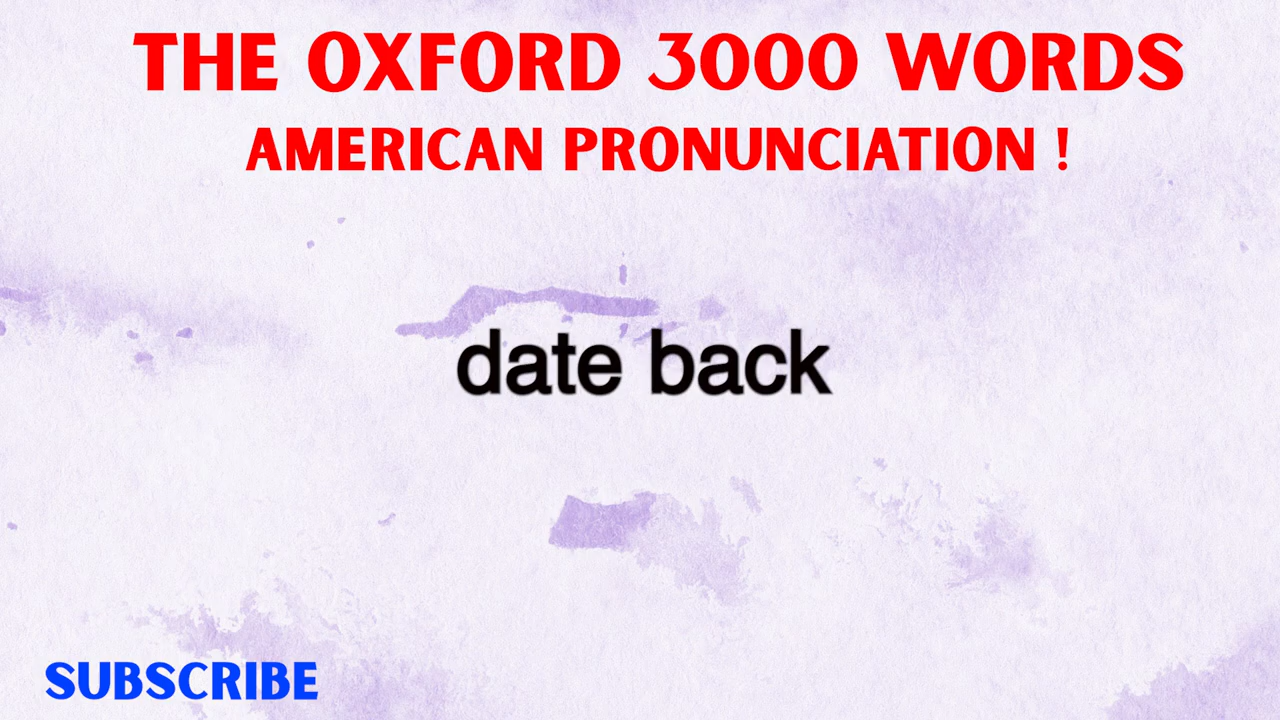 THE OXFORD 3000 WORDS
AMERICAN PRONUNCIATION !
date back
SUBSCRIBE